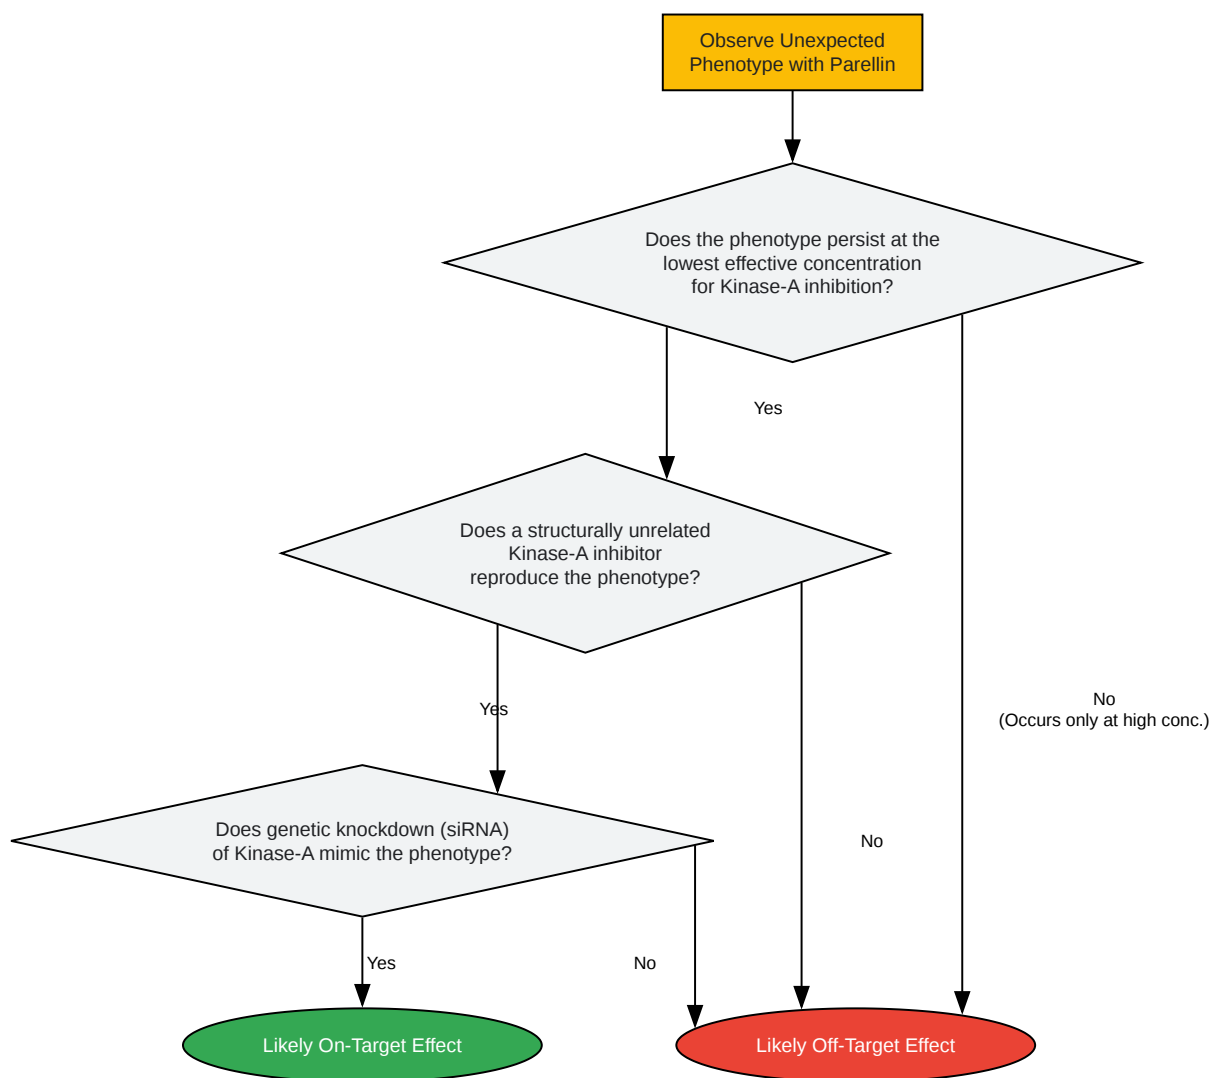 Observe Unexpected
Phenotype with Parellin
Does the phenotype persist at the
lowest effective concentration
for Kinase-A inhibition?
Yes
Does a structurally unrelated
Kinase-A inhibitor
reproduce the phenotype?
Yes
No
(Occurs only at high conc.)
Does genetic knockdown (siRNA)
of Kinase-A mimic the phenotype?
No
Yes
No
Likely On-Target Effect
Likely Off-Target Effect